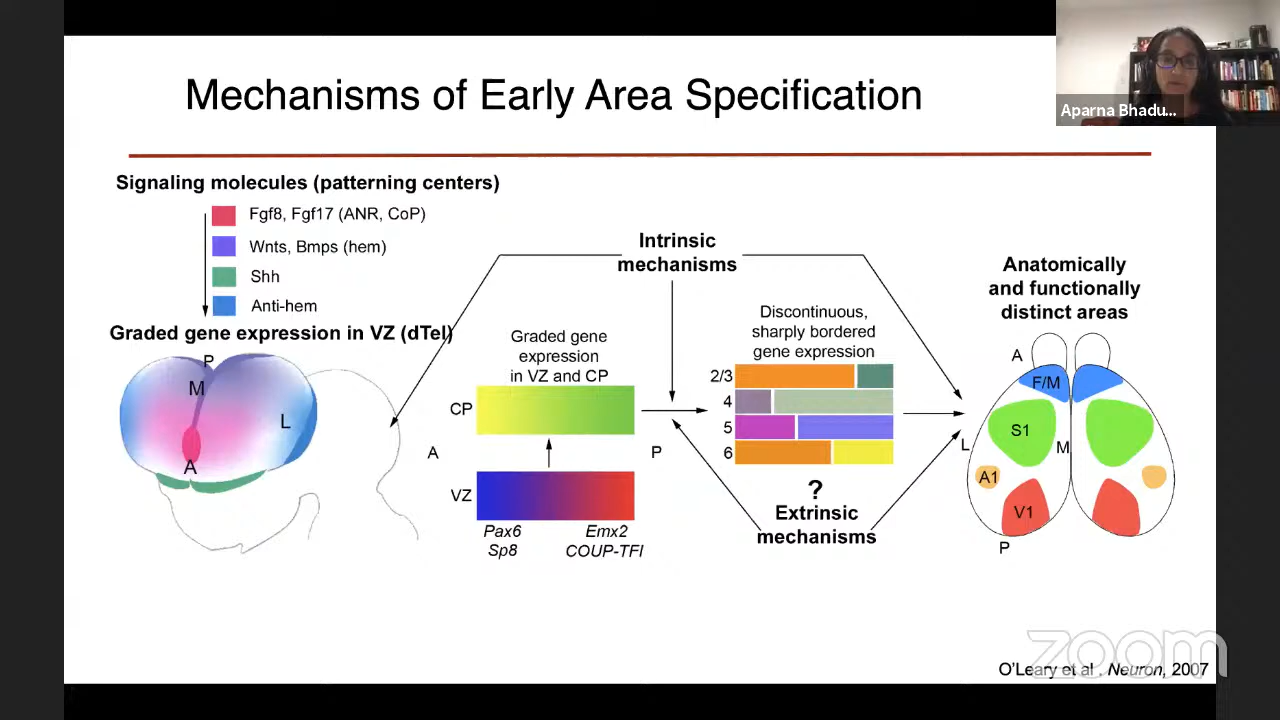 Mechanisms of Early Area Specification
Aparna Bhadu...
Signaling molecules (patterning centers)
Fgf8, Fgf17 (ANR, CoP)
Wnts, Bmps (hem)
Shh
Anti-hem
Graded gene expression in VZ (dTel)
P
M
L
A
Intrinsic
mechanisms
Graded gene
expression
in VZ and CP
CP
A
P
VZ
Pax6
Sp8
Emx2
COUP-TFI
Discontinuous,
sharply bordered
gene expression
2/3
4
5
6
?
Extrinsic
mechanisms
Anatomically
and functionally
distinct areas
A
F/M
S1
L
M
A1
V1
P
zoom
O'Leary et al . Neuron, 2007